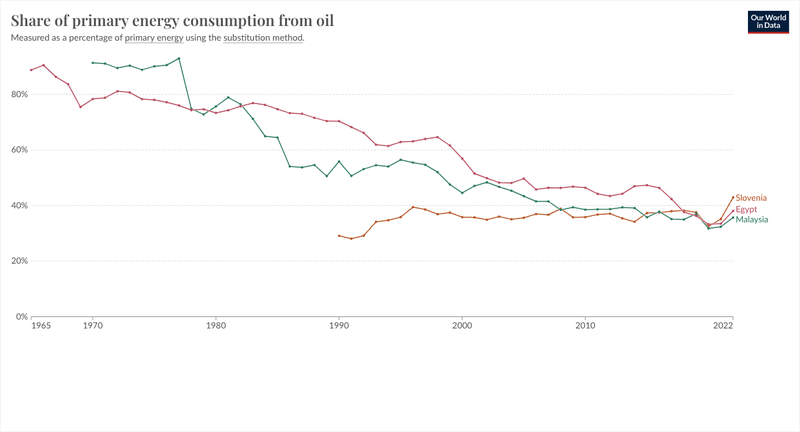 Share of primary energy consumption from oil
Measured as a percentage of primary energy using the substitution method.
Our World
in Data
80%
60%
40%
20%
0%
Slovenia
Egypt
Malaysia
1965
1970
1980
1990
2000
2010
2022